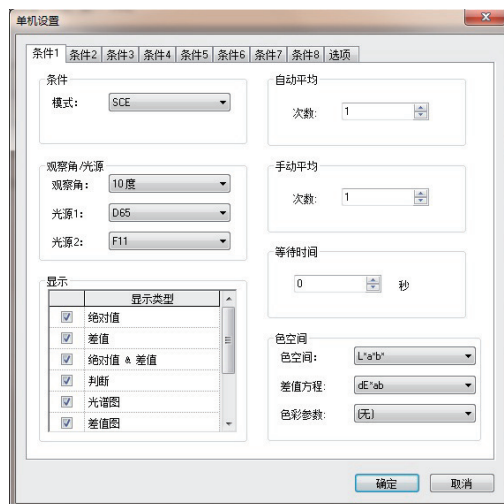 单机设置
条件1 条件2 条件3 条件4 条件5 条件6 条件7 条件8 选项
条件
模式： SCE
观察角/光源
观察角： 10度
光源1： D65
光源2： F11
显示
显示类型
绝对值
差值
绝对值 & 差值
判断
光谱图
差值图
自动平均
次数： 1
手动平均
次数： 1
等待时间
0 秒
色空间
色空间： L*a*b*
差值方程： dE*ab
色彩参数： (无)
确定 取消